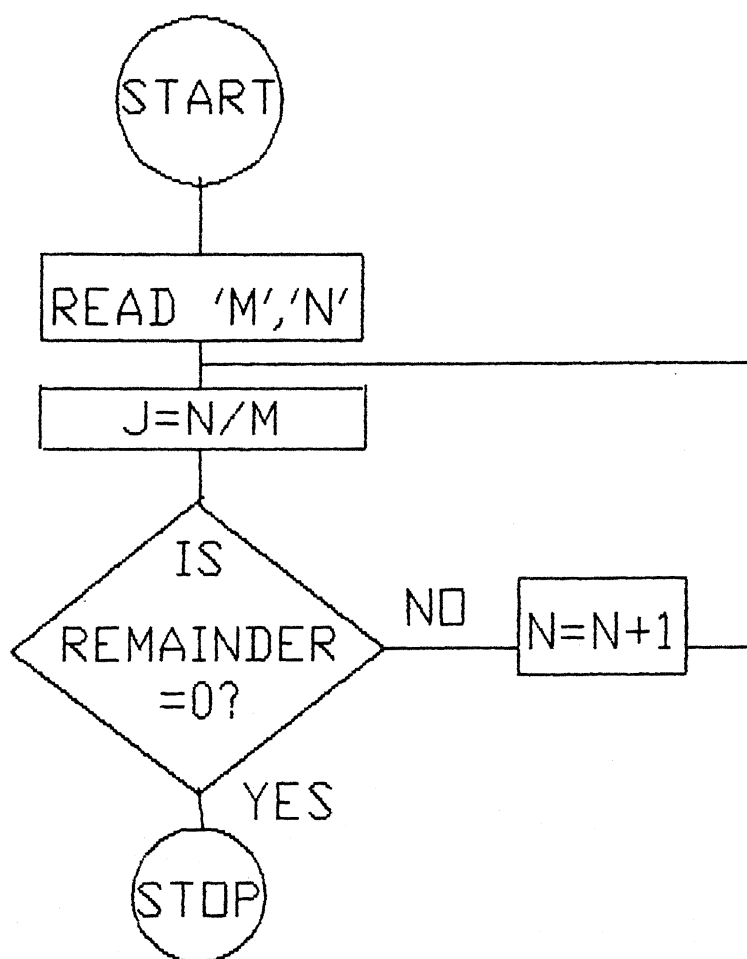 START
READ 'M','N'
J=N/M
IS
REMAINDER
=0?
NO
N=N+1
YES
STOP